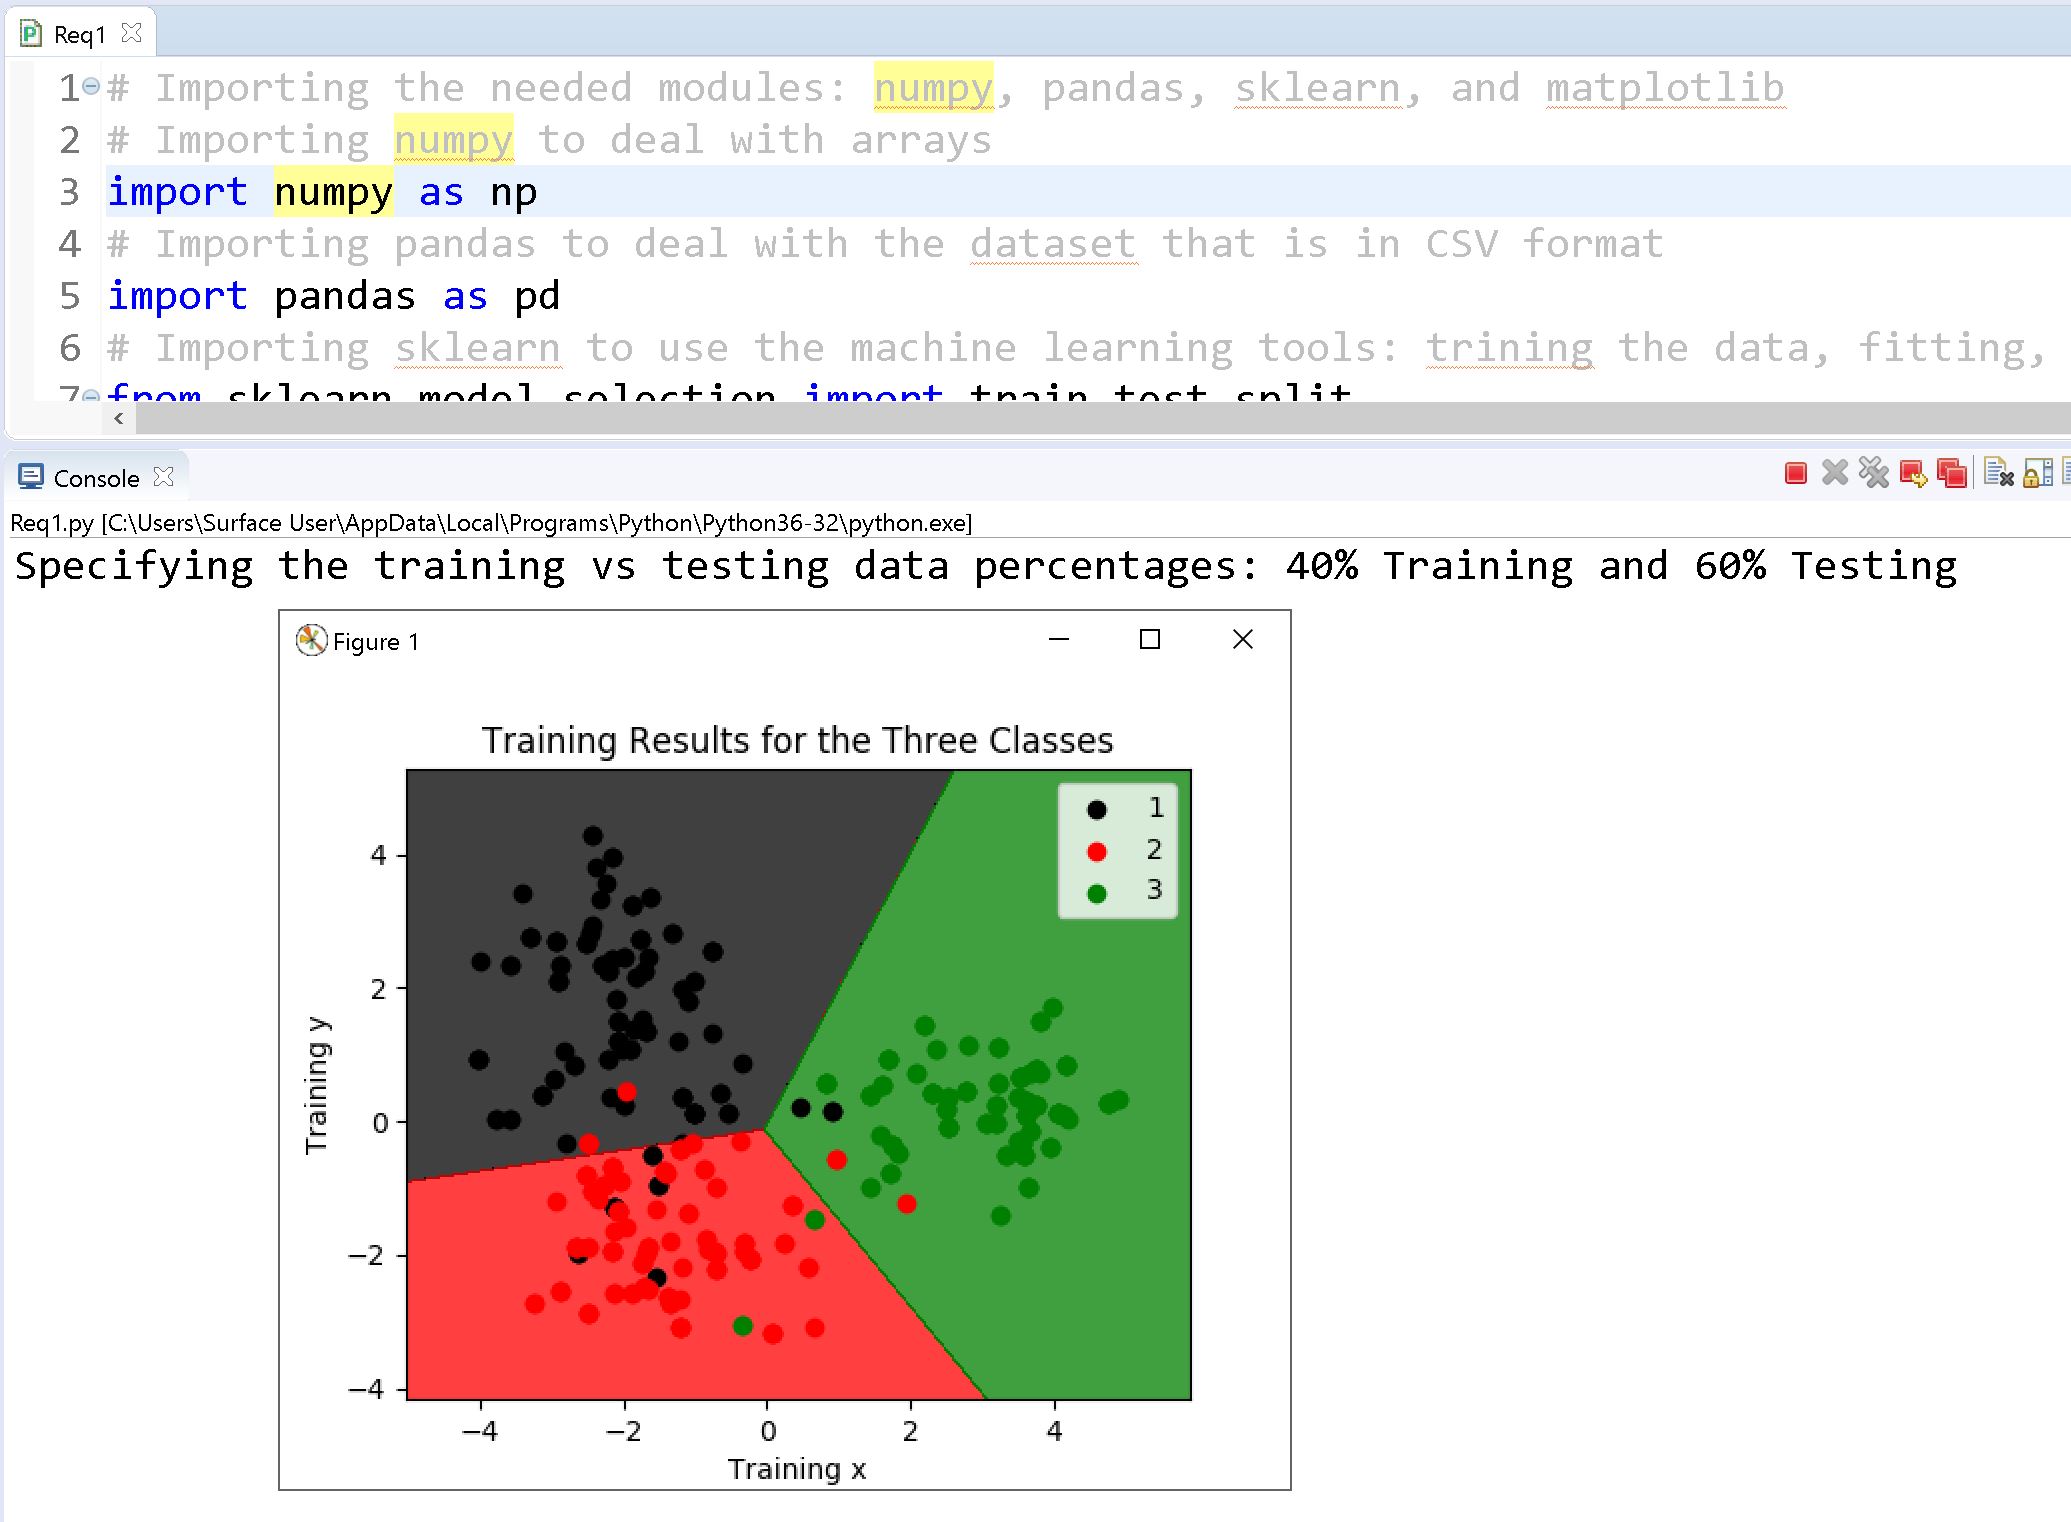 Req1
1 # Importing the needed modules: numpy, pandas, sklearn, and matplotlib
2 # Importing numpy to deal with arrays
3 import numpy as np
4 # Importing pandas to deal with the dataset that is in CSV format
5 import pandas as pd
6 # Importing sklearn to use the machine learning tools: trining the data, fitting,
7 from sklearn.model_selection import train_test_split
Console
Req1.py [C:\Users\Surface User\AppData\Local\Programs\Python\Python36-32\python.exe]
Specifying the training vs testing data percentages: 40% Training and 60% Testing
Figure 1
Training Results for the Three Classes
1
2
3
4
2
0
−2
−4
Training y
−4 −2 0 2 4
Training x